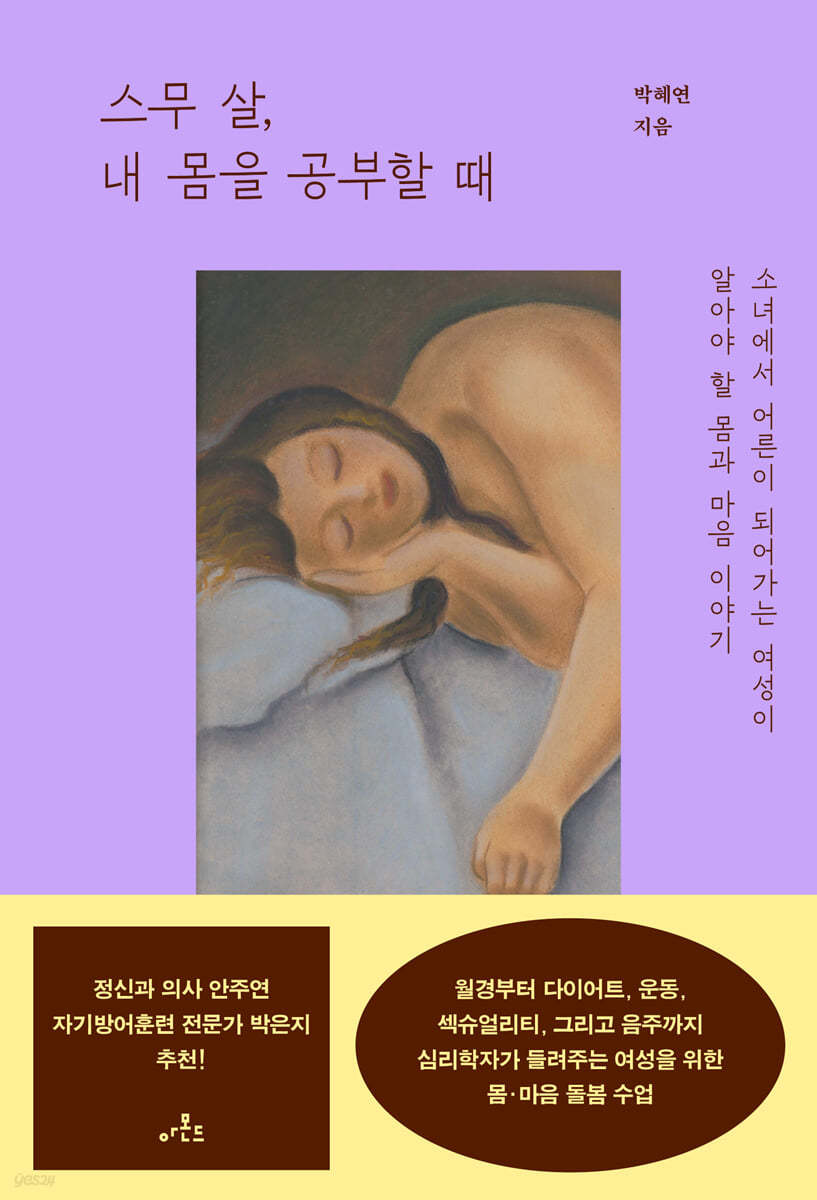 스무 살,
내 몸을 공부할 때
박혜연
지음
소녀에서 어른이 되어가는 여성이
알아야 할 몸과 마음 이야기
정신과 의사 안주연
자기방어훈련 전문가 박은지
추천!
아몬드
월경부터 다이어트, 운동,
섹슈얼리티, 그리고 음주까지
심리학자가 들려주는 여성을 위한
몸·마음 돌봄 수업
yes24